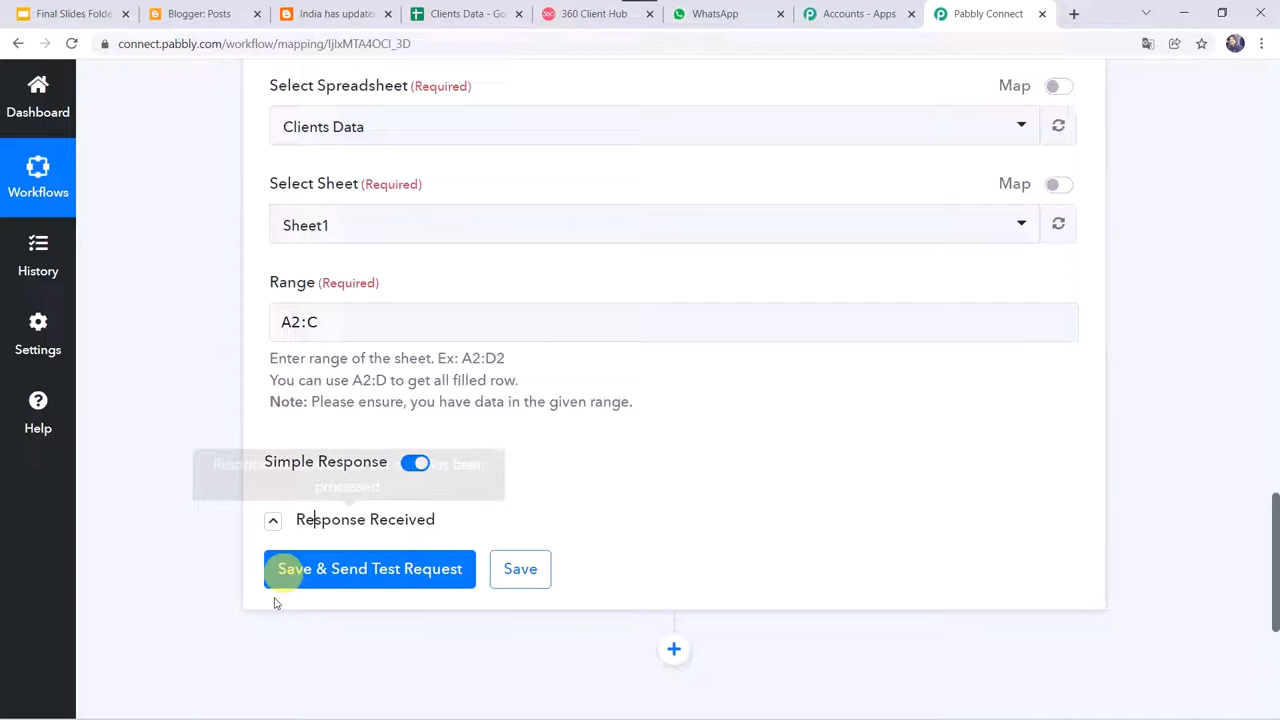 Final Slides Folde
Blogger: Posts
India has update
Clients Data - Go
360 Client Hub
WhatsApp
Accounts - Apps
Pabbly Connect
connect.pabbly.com/workflow/mapping/IjIxMTA4OCI_3D
Dashboard
Workflows
History
Settings
Help
Select Spreadsheet (Required)
Map
Clients Data
Select Sheet (Required)
Map
Sheet1
Range (Required)
A2:C
Enter range of the sheet. Ex: A2:D2
You can use A2:D to get all filled row.
Note: Please ensure, you have data in the given range.
Simple Response
processed
Response Received
Save & Send Test Request
Save